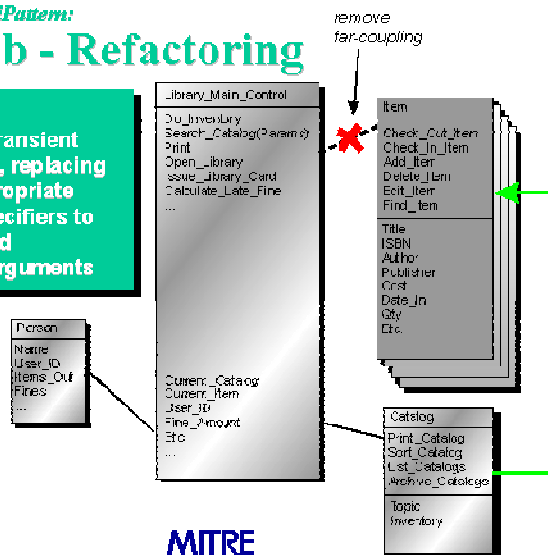 Pattern:
b - Refactoring
remove
far-coupling
ransient
, replacing
ropriate
ecifiers to
d
rguments
Library_Main_Control
Do_Inventory
Search_Catalog(Params)
Print
Open_Library
Issue_Library_Card
Calculate_Late_Fine
...
Current_Catalog
Current_Item
User_ID
Fine_Amount
Etc
...
Item
Check_Out_Item
Check_In_Item
Add_Item
Delete_Item
Edit_Item
Find_Item
Title
ISBN
Author
Publisher
Cost
Date_In
Qty
Etc.
Person
Name
User_ID
Items_Out
Fines
...
Catalog
Print_Catalog
Sort_Catalog
List_Catalogs
Archive_Catalogs
Topic
Inventory
MITRE